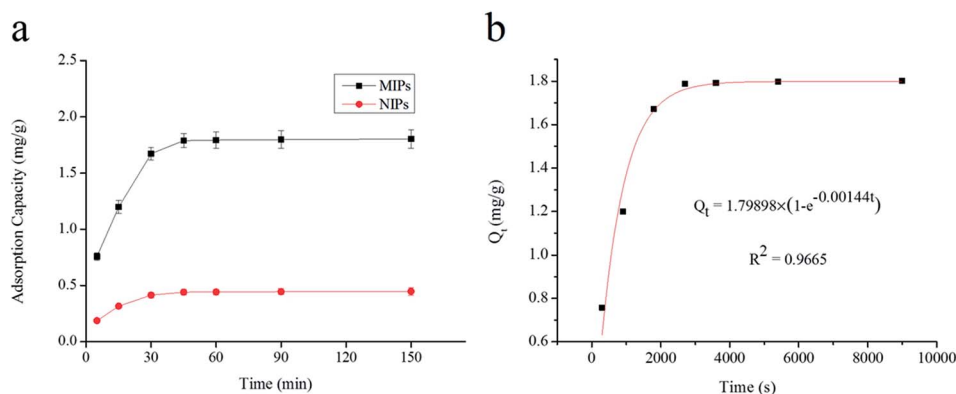 a
2.5
2.0
1.5
1.0
0.5
0.0
Adsorption Capacity (mg/g)
MIPs
NIPs
0 30 60 90 120 150
Time (min)
b
1.8
1.6
1.4
1.2
1.0
0.8
0.6
Qt (mg/g)
Qt = 1.79898×(1-e-0.00144t)
R2 = 0.9665
0 2000 4000 6000 8000 10000
Time (s)